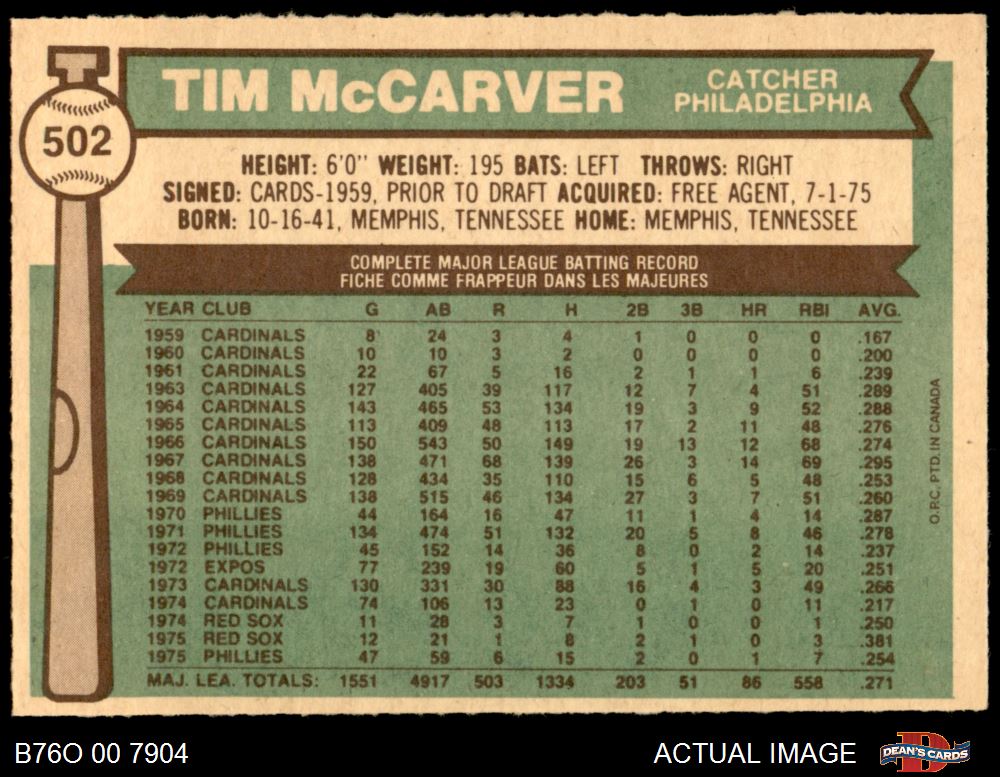 502
TIM McCARVER
CATCHER
PHILADELPHIA
HEIGHT: 6'0" WEIGHT: 195 BATS: LEFT THROWS: RIGHT
SIGNED: CARDS-1959, PRIOR TO DRAFT ACQUIRED: FREE AGENT, 7-1-75
BORN: 10-16-41, MEMPHIS, TENNESSEE HOME: MEMPHIS, TENNESSEE
COMPLETE MAJOR LEAGUE BATTING RECORD
FICHE COMME FRAPPEUR DANS LES MAJEURES
YEAR CLUB G AB R H 2B 3B HR RBI AVG.
1959 CARDINALS 8 24 3 4 1 0 0 0 .167
1960 CARDINALS 10 10 3 2 0 0 0 0 .200
1961 CARDINALS 22 67 5 16 2 1 1 6 .239
1963 CARDINALS 127 405 39 117 12 7 4 51 .289
1964 CARDINALS 143 465 53 134 19 3 9 52 .288
1965 CARDINALS 113 409 48 113 17 2 11 48 .276
1966 CARDINALS 150 543 50 149 19 13 12 68 .274
1967 CARDINALS 138 471 68 139 26 3 14 69 .295
1968 CARDINALS 128 434 35 110 15 6 5 48 .253
1969 CARDINALS 138 515 46 134 27 3 7 51 .260
1970 PHILLIES 44 164 16 47 11 1 4 14 .287
1971 PHILLIES 134 474 51 132 20 5 8 46 .278
1972 PHILLIES 45 152 14 36 8 0 2 14 .237
1972 EXPOS 77 239 19 60 5 1 5 20 .251
1973 CARDINALS 130 331 30 88 16 4 3 49 .266
1974 CARDINALS 74 106 13 23 0 1 0 11 .217
1974 RED SOX 11 28 3 7 1 0 0 1 .250
1975 RED SOX 12 21 1 8 2 1 0 3 .381
1975 PHILLIES 47 59 6 15 2 0 1 7 .254
MAJ. LEA. TOTALS: 1551 4917 503 1334 203 51 86 558 .271
O.P.C. PTD. IN CANADA
B76O 00 7904
ACTUAL IMAGE
DEAN'S CARDS